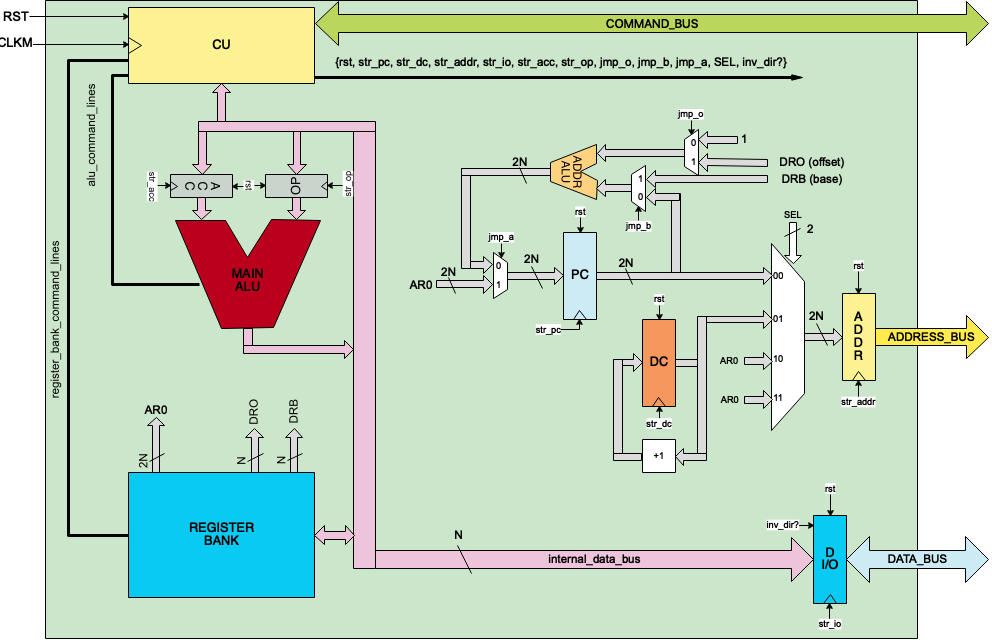 RST
CLKM
CU
COMMAND_BUS
{rst, str_pc, str_dc, str_addr, str_io, str_acc, str_op, jmp_o, jmp_b, jmp_a, SEL, inv_dir?}
alu_command_lines
register_bank_command_lines
str_acc
ACC
rst
OP
str_op
MAIN
ALU
jmp_o
0
1
1
DRO (offset)
DRB (base)
2N
ADDR
ALU
1
0
jmp_b
rst
jmp_a
0
1
AR0
2N
2N
PC
2N
str_pc
SEL
2
00
01
10
11
AR0
AR0
rst
DC
str_dc
+1
2N
rst
ADDR
str_addr
ADDRESS_BUS
AR0
DRO
DRB
2N
N
N
REGISTER
BANK
N
internal_data_bus
rst
inv_dir?
D
I/O
str_io
DATA_BUS